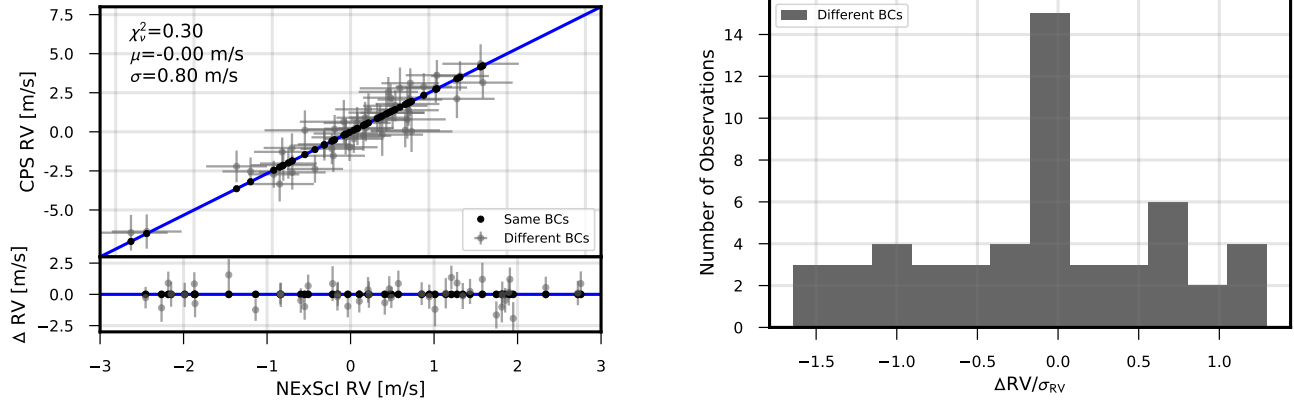 7.5
5.0
2.5
0.0
-2.5
-5.0
CPS RV [m/s]
χ²ᵥ=0.30
μ=-0.00 m/s
σ=0.80 m/s
Same BCs
Different BCs
2.5
0.0
−2.5
Δ RV [m/s]
−3 −2 −1 0 1 2 3
NExScI RV [m/s]
Different BCs
14
12
10
8
6
4
2
0
Number of Observations
−1.5 −1.0 −0.5 0.0 0.5 1.0
ΔRV/σRV